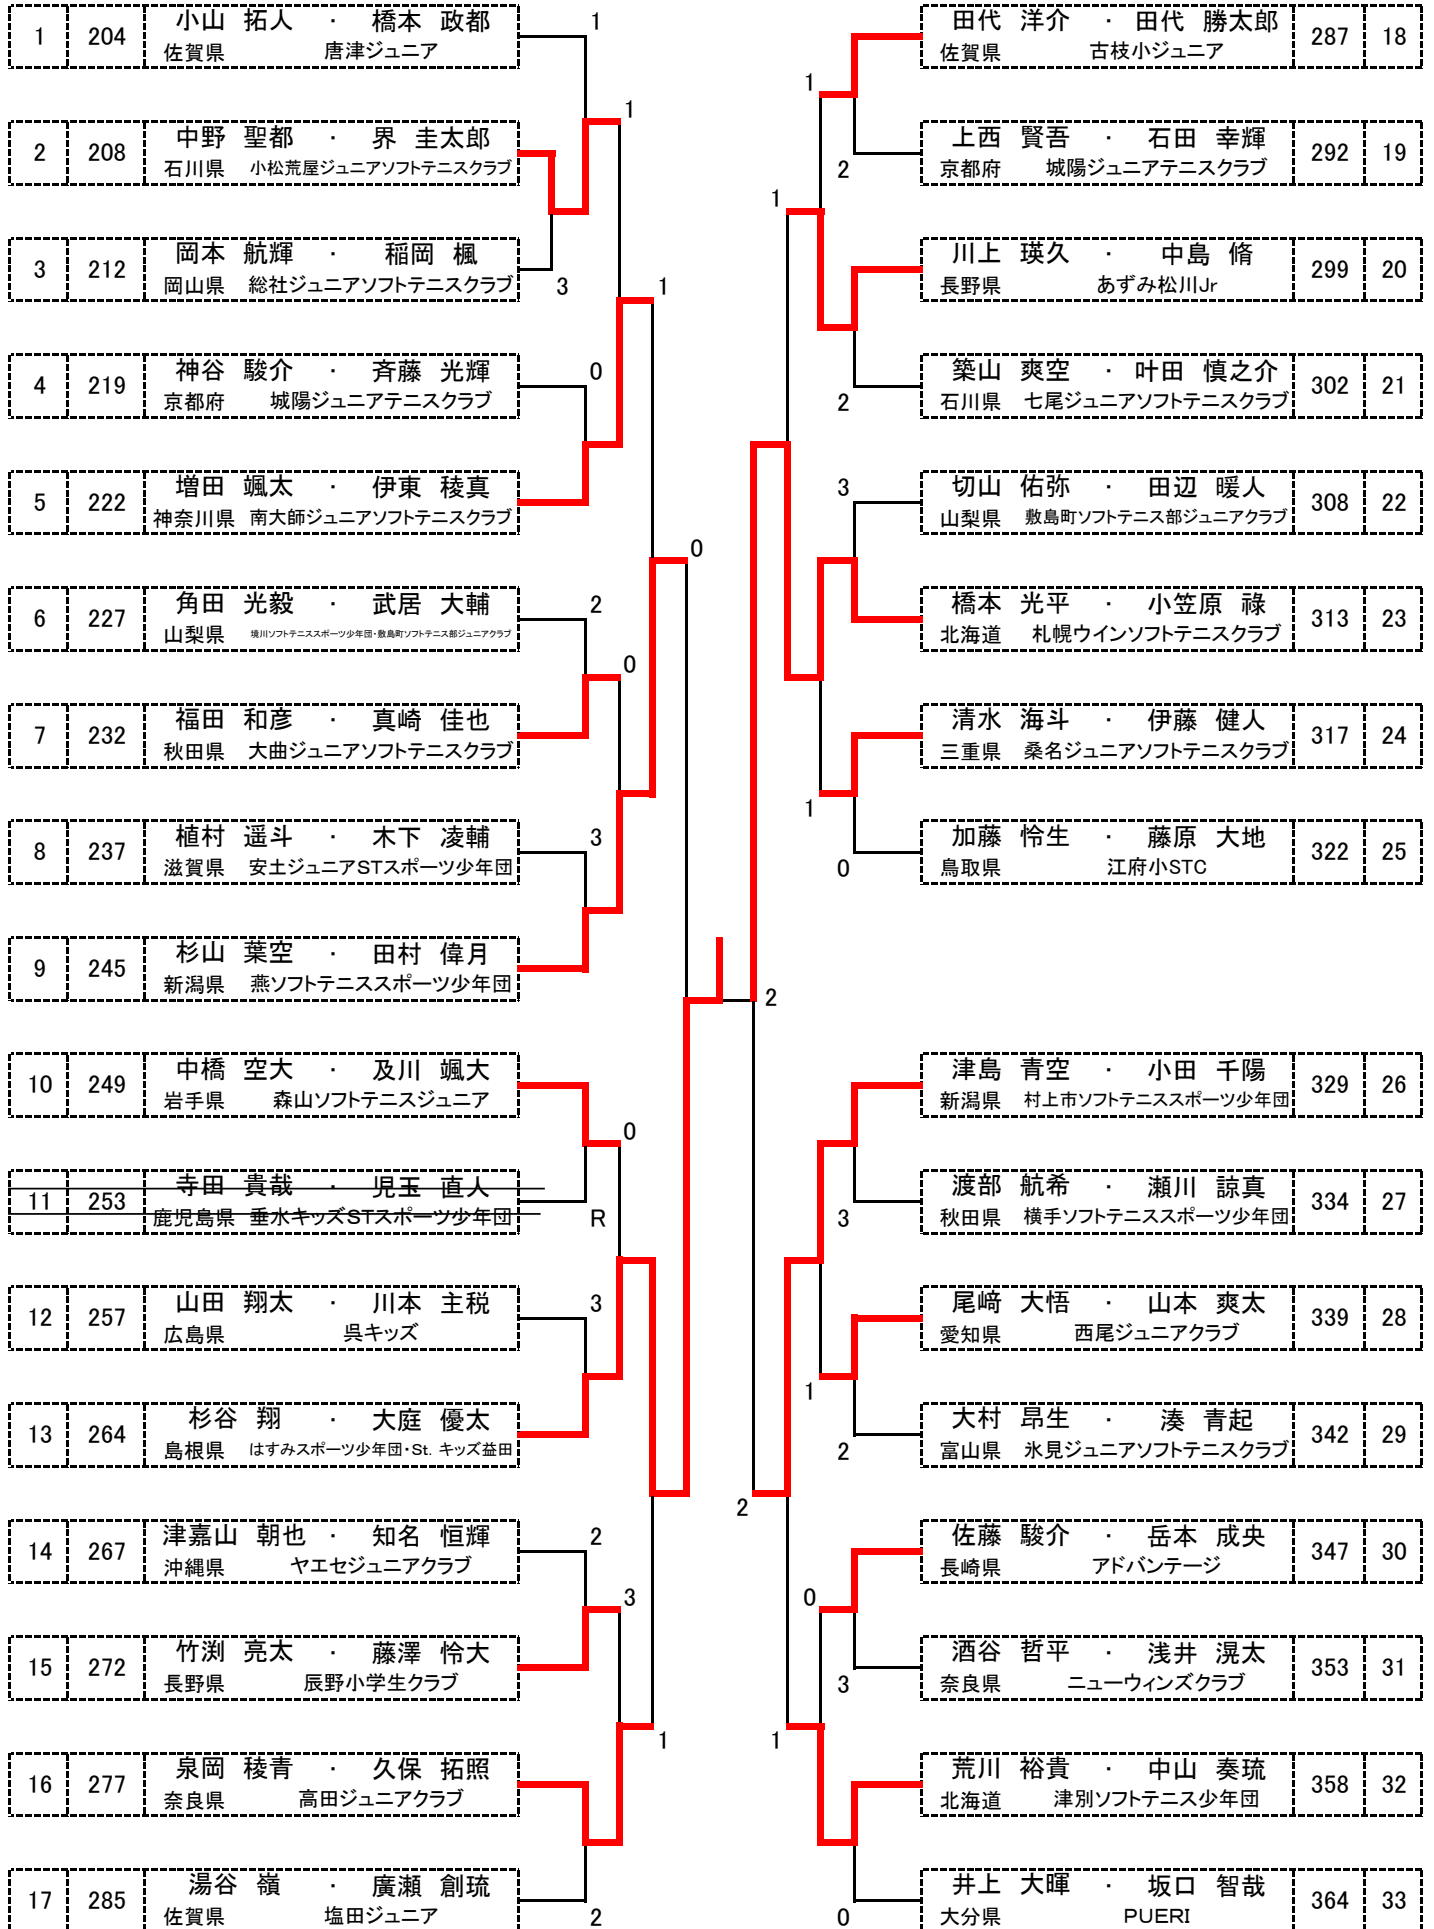 1 204 小山 拓人 ・ 橋本 政都
佐賀県 唐津ジュニア
1
2 208 中野 聖都 ・ 界 圭太郎
石川県 小松荒屋ジュニアソフトテニスクラブ
1
3 212 岡本 航輝 ・ 稲岡 楓
岡山県 総社ジュニアソフトテニスクラブ
3
1
4 219 神谷 駿介 ・ 斉藤 光輝
京都府 城陽ジュニアテニスクラブ
0
5 222 増田 颯太 ・ 伊東 稜真
神奈川県 南大師ジュニアソフトテニスクラブ
0
6 227 角田 光毅 ・ 武居 大輔
山梨県 境川ソフトテニススポーツ少年団・敷島町ソフトテニス部ジュニアクラブ
2
0
7 232 福田 和彦 ・ 真崎 佳也
秋田県 大曲ジュニアソフトテニスクラブ
8 237 植村 遥斗 ・ 木下 凌輔
滋賀県 安土ジュニアSTスポーツ少年団
3
9 245 杉山 葉空 ・ 田村 偉月
新潟県 燕ソフトテニススポーツ少年団
10 249 中橋 空大 ・ 及川 颯大
岩手県 森山ソフトテニスジュニア
0
11 253 寺田 貴哉 ・ 児玉 直人
鹿児島県 垂水キッズSTスポーツ少年団
R
12 257 山田 翔太 ・ 川本 主税
広島県 呉キッズ
3
13 264 杉谷 翔 ・ 大庭 優太
島根県 はすみスポーツ少年団・St. キッズ益田
14 267 津嘉山 朝也 ・ 知名 恒輝
沖縄県 ヤエセジュニアクラブ
2
3
15 272 竹渕 亮太 ・ 藤澤 怜大
長野県 辰野小学生クラブ
1
16 277 泉岡 稜青 ・ 久保 拓照
奈良県 高田ジュニアクラブ
17 285 湯谷 嶺 ・ 廣瀬 創琉
佐賀県 塩田ジュニア
2
田代 洋介 ・ 田代 勝太郎 287 18
佐賀県 古枝小ジュニア
1
上西 賢吾 ・ 石田 幸輝 292 19
京都府 城陽ジュニアテニスクラブ
2
1
川上 瑛久 ・ 中島 脩 299 20
長野県 あずみ松川Jr
築山 爽空 ・ 叶田 慎之介 302 21
石川県 七尾ジュニアソフトテニスクラブ
2
切山 佑弥 ・ 田辺 暖人 308 22
山梨県 敷島町ソフトテニス部ジュニアクラブ
3
橋本 光平 ・ 小笠原 祿 313 23
北海道 札幌ウインソフトテニスクラブ
清水 海斗 ・ 伊藤 健人 317 24
三重県 桑名ジュニアソフトテニスクラブ
1
加藤 怜生 ・ 藤原 大地 322 25
鳥取県 江府小STC
0
2
津島 青空 ・ 小田 千陽 329 26
新潟県 村上市ソフトテニススポーツ少年団
渡部 航希 ・ 瀬川 諒真 334 27
秋田県 横手ソフトテニススポーツ少年団
3
尾﨑 大悟 ・ 山本 爽太 339 28
愛知県 西尾ジュニアクラブ
1
大村 昂生 ・ 湊 青起 342 29
富山県 氷見ジュニアソフトテニスクラブ
2
2
佐藤 駿介 ・ 岳本 成央 347 30
長崎県 アドバンテージ
0
酒谷 哲平 ・ 浅井 滉太 353 31
奈良県 ニューウィンズクラブ
3
1
荒川 裕貴 ・ 中山 奏琉 358 32
北海道 津別ソフトテニス少年団
井上 大暉 ・ 坂口 智哉 364 33
大分県 PUERI
0